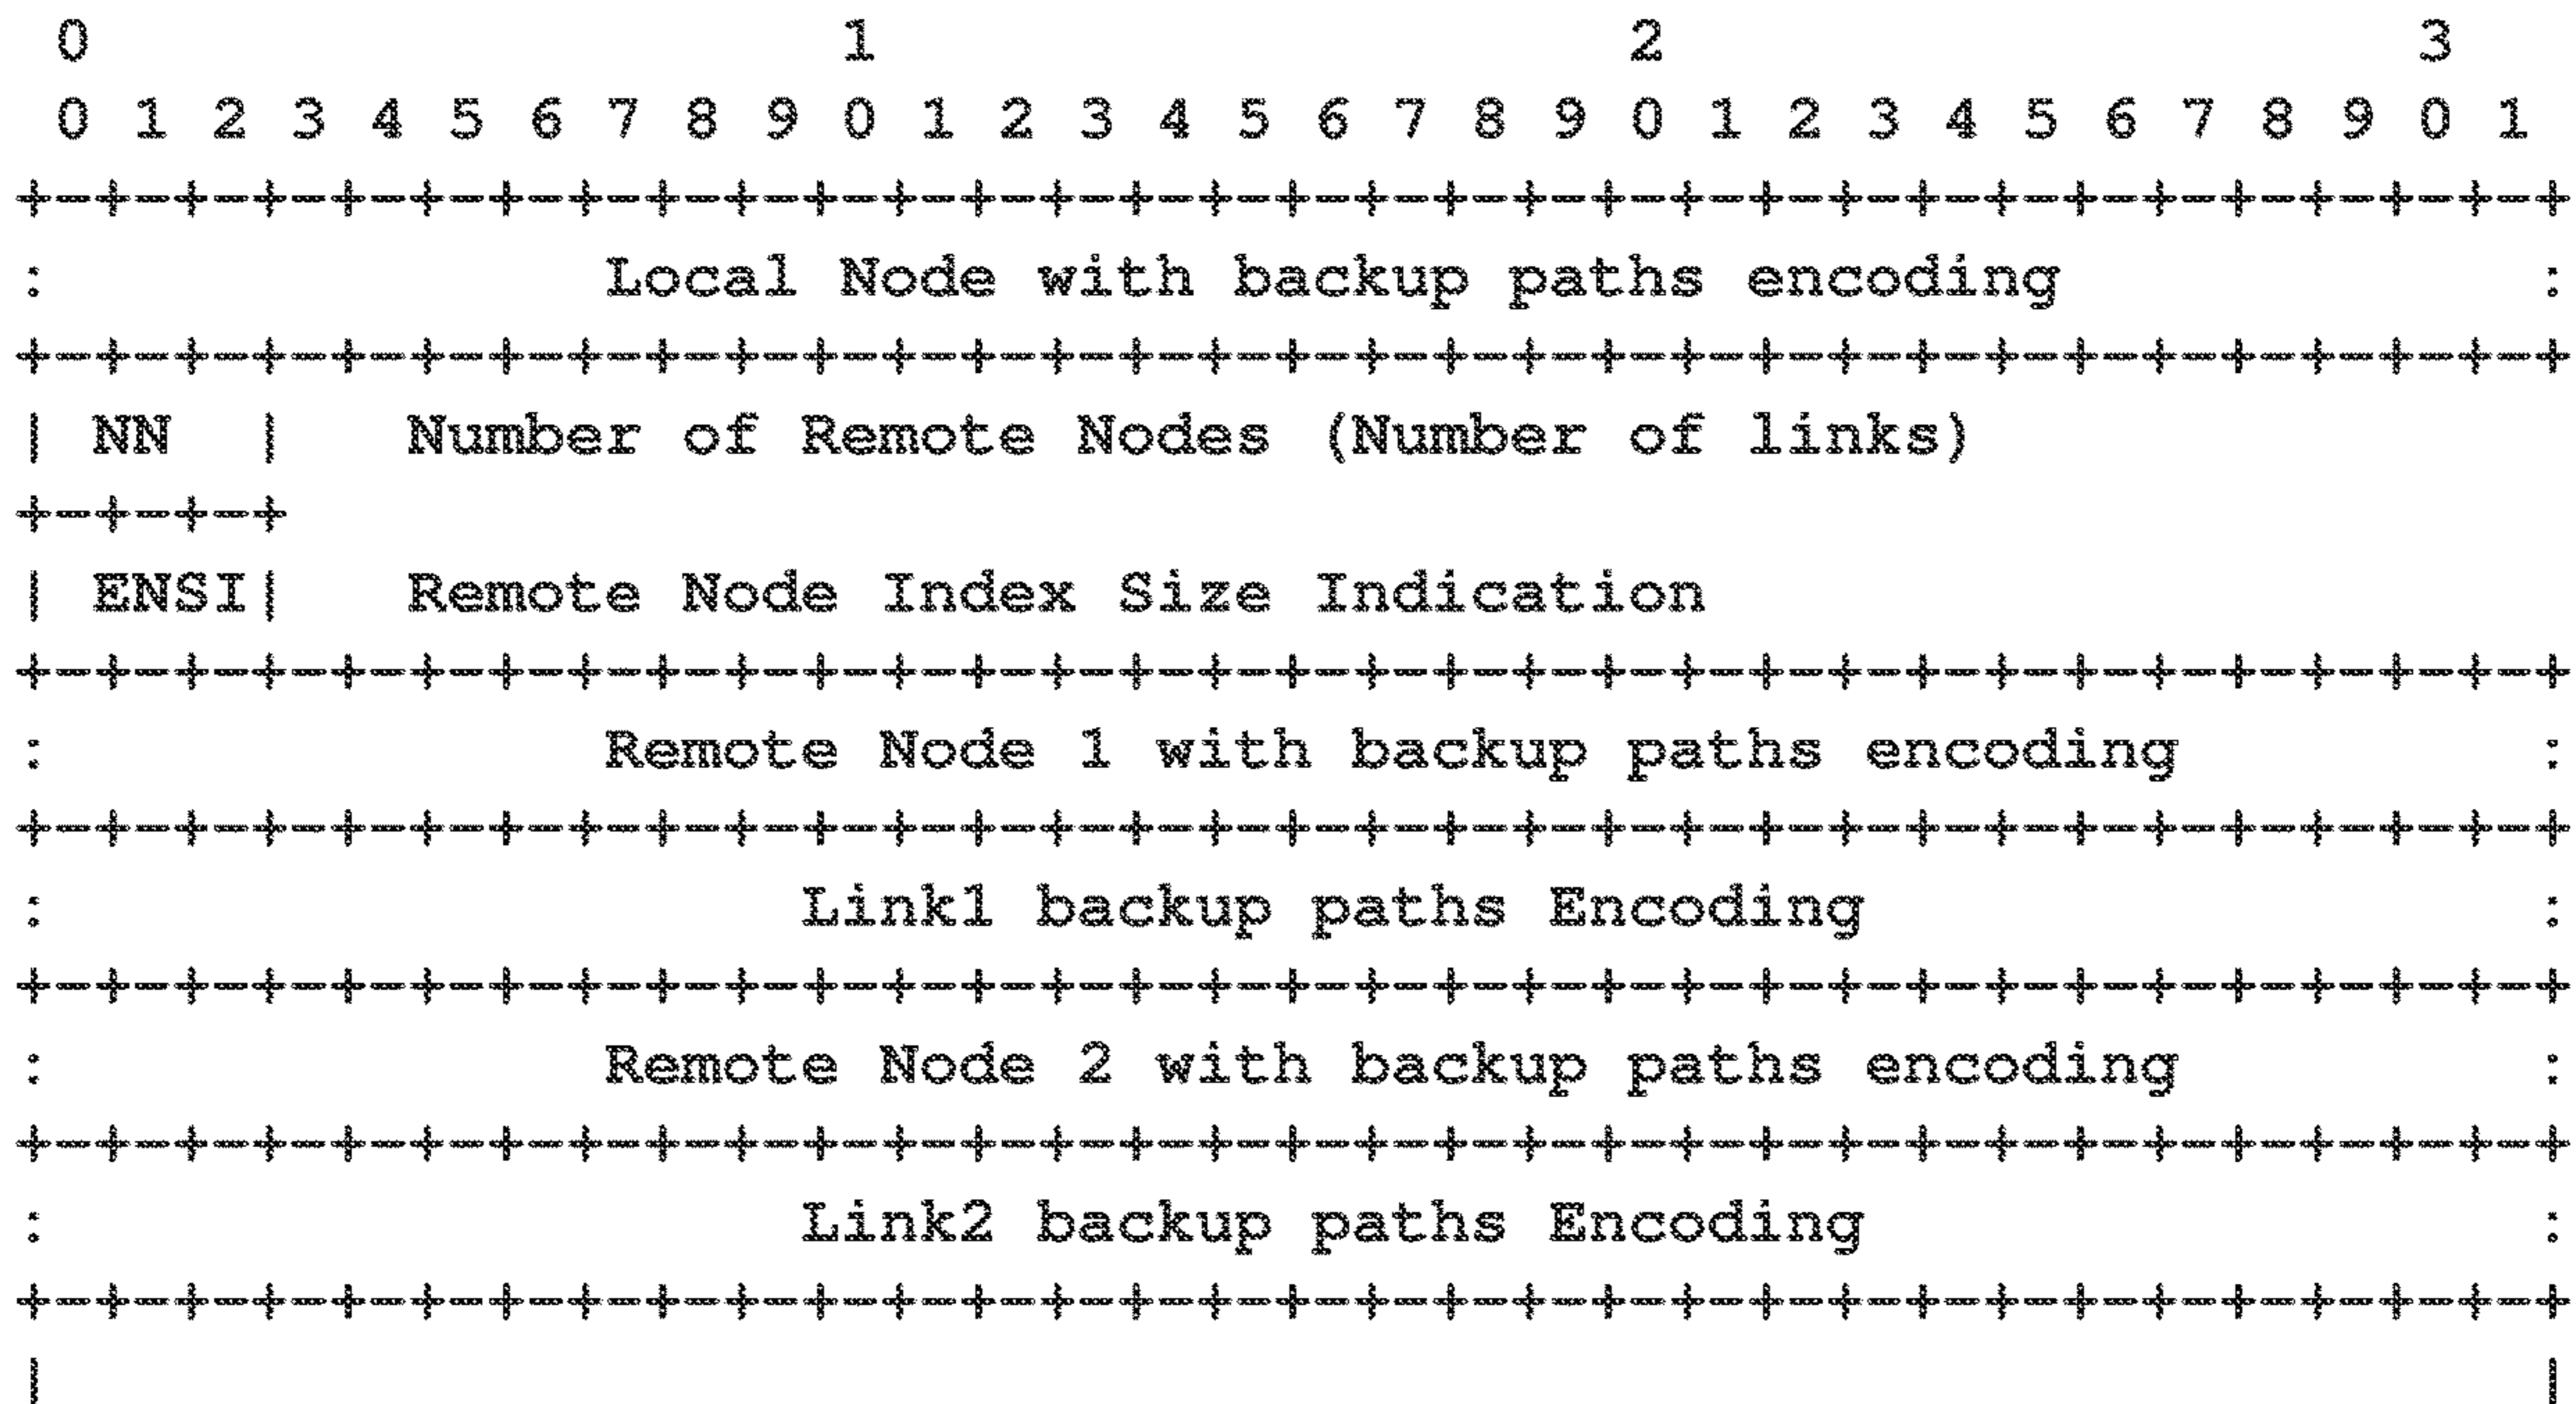 0 1 2 3
0 1 2 3 4 5 6 7 8 9 0 1 2 3 4 5 6 7 8 9 0 1 2 3 4 5 6 7 8 9 0 1
+-+-+-+-+-+-+-+-+-+-+-+-+-+-+-+-+-+-+-+-+-+-+-+-+-+-+-+-+-+-+-+-+
: Local Node with backup paths encoding :
+-+-+-+-+-+-+-+-+-+-+-+-+-+-+-+-+-+-+-+-+-+-+-+-+-+-+-+-+-+-+-+-+
| NN | Number of Remote Nodes (Number of links)
+-+-+-+
| ENSI| Remote Node Index Size Indication
+-+-+-+-+-+-+-+-+-+-+-+-+-+-+-+-+-+-+-+-+-+-+-+-+-+-+-+-+-+-+-+-+
: Remote Node 1 with backup paths encoding :
+-+-+-+-+-+-+-+-+-+-+-+-+-+-+-+-+-+-+-+-+-+-+-+-+-+-+-+-+-+-+-+-+
: Link1 backup paths Encoding :
+-+-+-+-+-+-+-+-+-+-+-+-+-+-+-+-+-+-+-+-+-+-+-+-+-+-+-+-+-+-+-+-+
: Remote Node 2 with backup paths encoding :
+-+-+-+-+-+-+-+-+-+-+-+-+-+-+-+-+-+-+-+-+-+-+-+-+-+-+-+-+-+-+-+-+
: Link2 backup paths Encoding :
+-+-+-+-+-+-+-+-+-+-+-+-+-+-+-+-+-+-+-+-+-+-+-+-+-+-+-+-+-+-+-+-+
| |